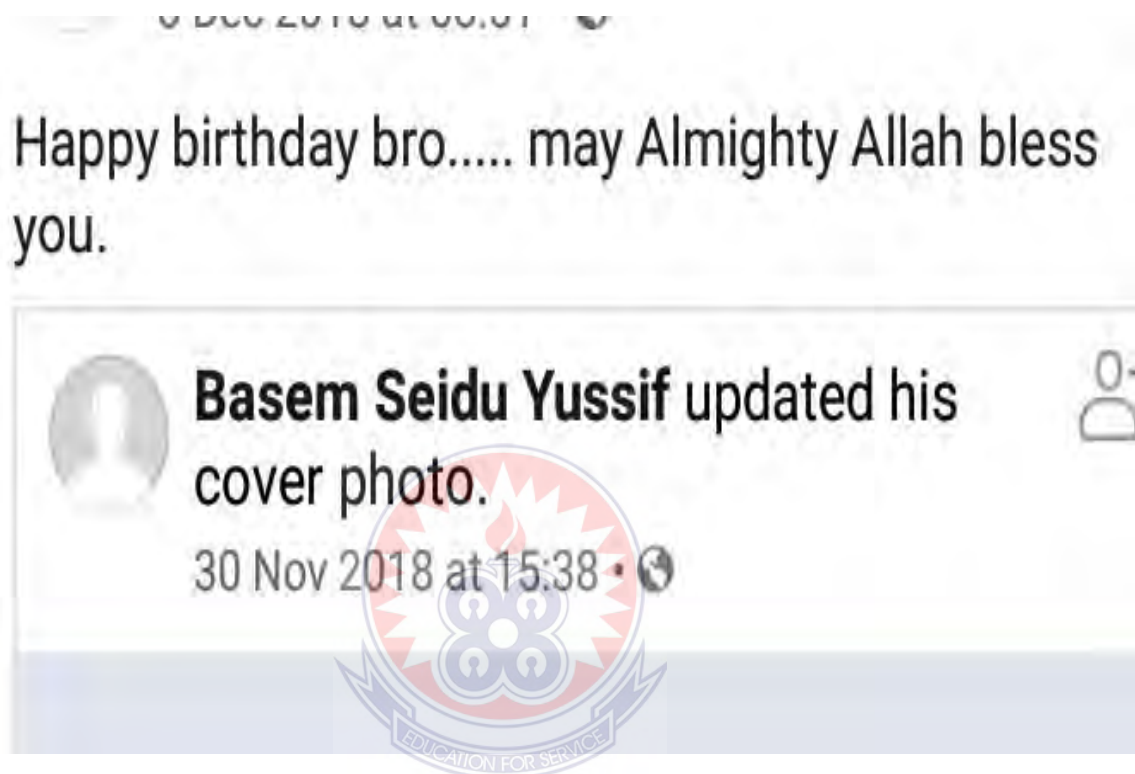 Happy birthday bro..... may Almighty Allah bless
you.
Basem Seidu Yussif updated his
cover photo.
30 Nov 2018 at 15:38 •
EDUCATION FOR SERVICE